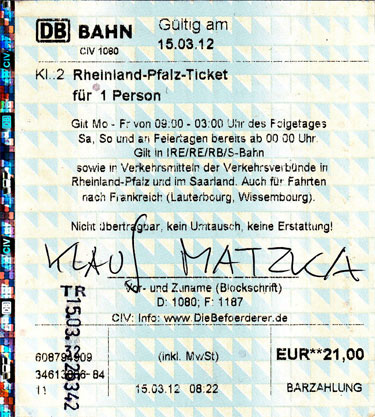 DB BAHN
CIV 1080
Gültig am
15.03.12
Kl.:2 Rheinland-Pfalz-Ticket
für 1 Person
Gilt Mo - Fr von 09:00 - 03:00 Uhr des Folgetages
Sa, So und an Feiertagen bereits ab 00:00 Uhr
Gilt in IRE/RE/RB/S-Bahn
sowie in Verkehrsmitteln der Verkehrsverbünde in
Rheinland-Pfalz und im Saarland. Auch für Fahrten
nach Frankreich (Lauterbourg, Wissembourg).
Nicht übertragbar, kein Umtausch, keine Erstattung!
KLAUS MATZKA
Vor- und Zuname (Blockschrift)
D: 1080; F: 1187
CIV: Info: www.DieBefoerderer.de
TR
15.03.
342
(inkl. MwSt)
EUR**21,00
11
15.03.12 08:22
BARZAHLUNG